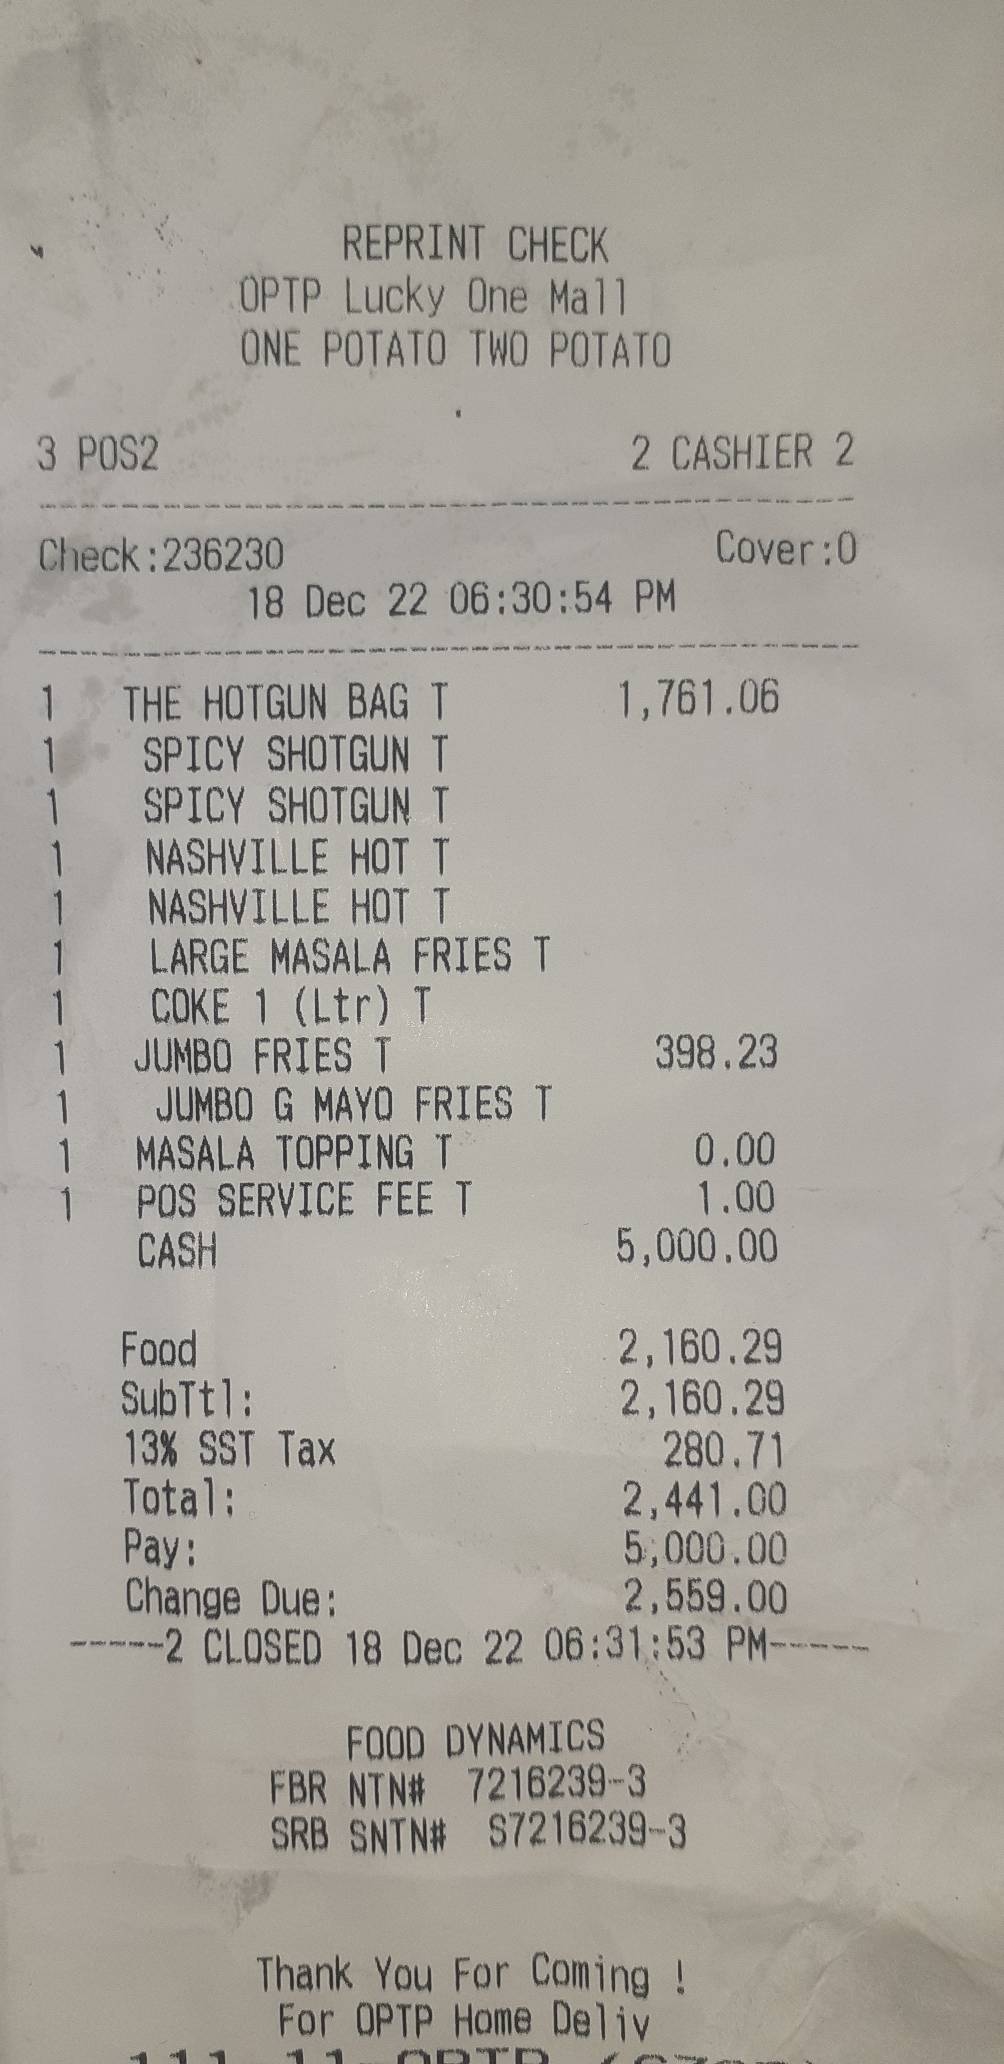 REPRINT CHECK
OPTP Lucky One Mall
ONE POTATO TWO POTATO
3 POS2 2 CASHIER 2
Check:236230 Cover:0
18 Dec 22 06:30:54 PM
1 THE HOTGUN BAG T 1,761.06
1 SPICY SHOTGUN T
1 SPICY SHOTGUN T
1 NASHVILLE HOT T
1 NASHVILLE HOT T
1 LARGE MASALA FRIES T
1 COKE 1 (Ltr) T
1 JUMBO FRIES T 398.23
1 JUMBO G MAYO FRIES T
1 MASALA TOPPING T 0.00
1 POS SERVICE FEE T 1.00
CASH 5,000.00
Food 2,160.29
SubTtl: 2,160.29
13% SST Tax 280.71
Total: 2,441.00
Pay: 5,000.00
Change Due: 2,559.00
-----2 CLOSED 18 Dec 22 06:31:53 PM-----
FOOD DYNAMICS
FBR NTN# 7216239-3
SRB SNTN# S7216239-3
Thank You For Coming !
For OPTP Home Deliv